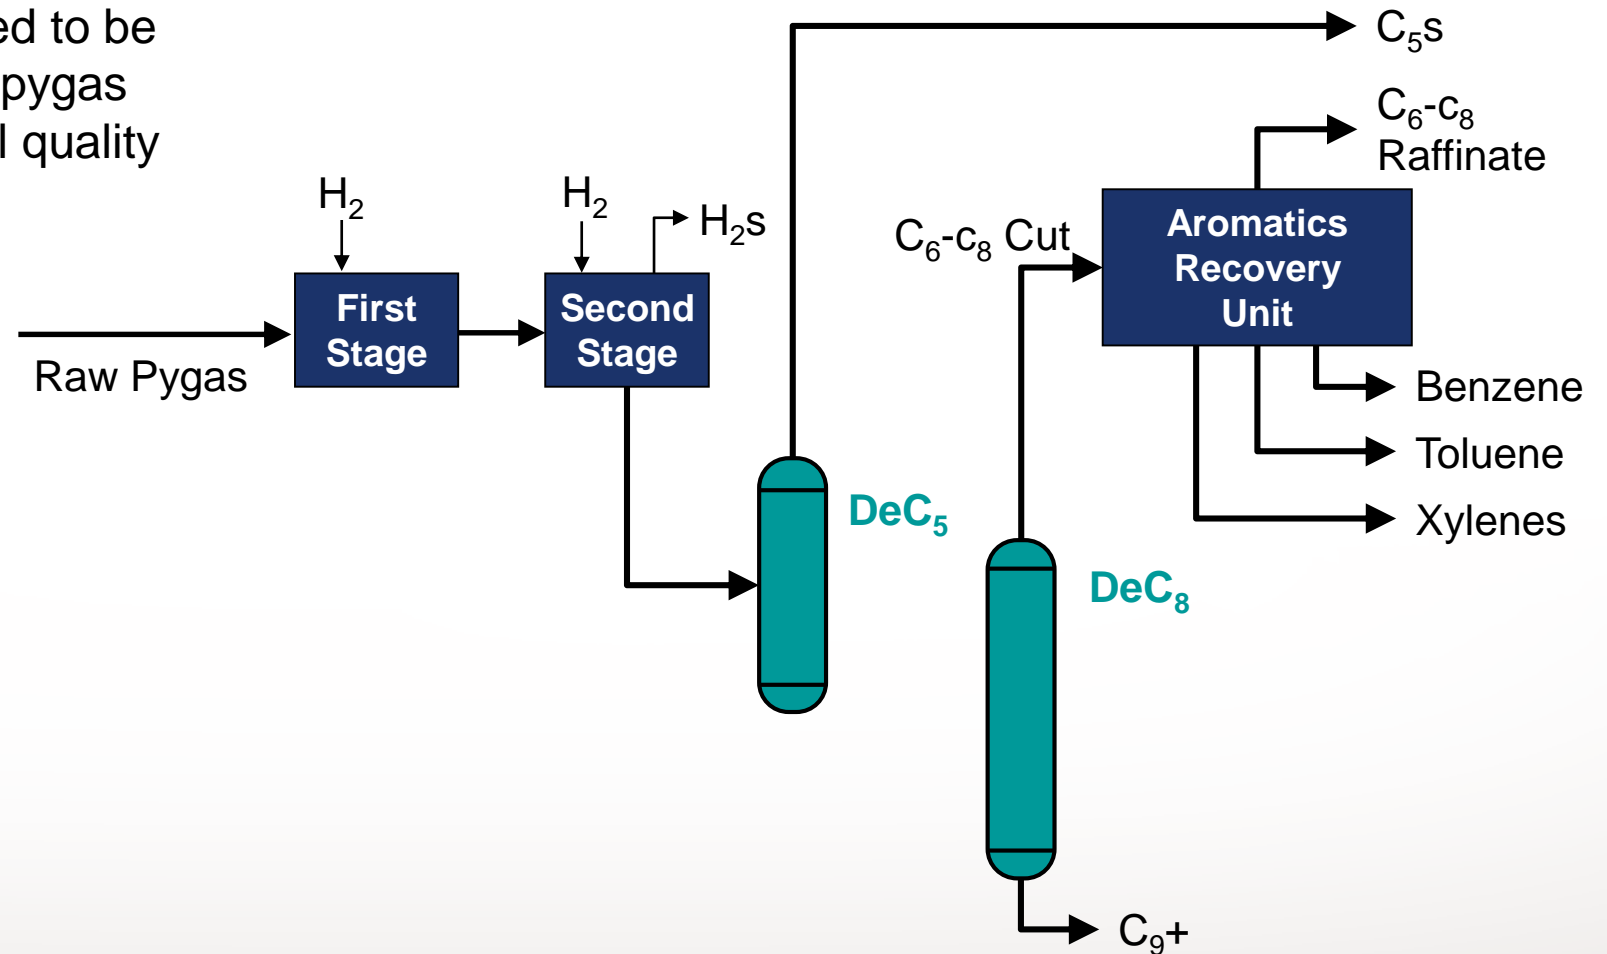 ed to be
pygas
l quality
C₅s
C₆-c₈
Raffinate
H₂
H₂
H₂s
C₆-c₈ Cut
Aromatics
Recovery
Unit
First
Stage
Second
Stage
Raw Pygas
Benzene
Toluene
Xylenes
DeC₅
DeC₈
C₉+